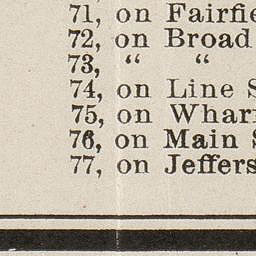 71, on Fairfie
72, on Broad
73, " "
74, on Line S
75, on Whar
76, on Main S
77, on Jeffers